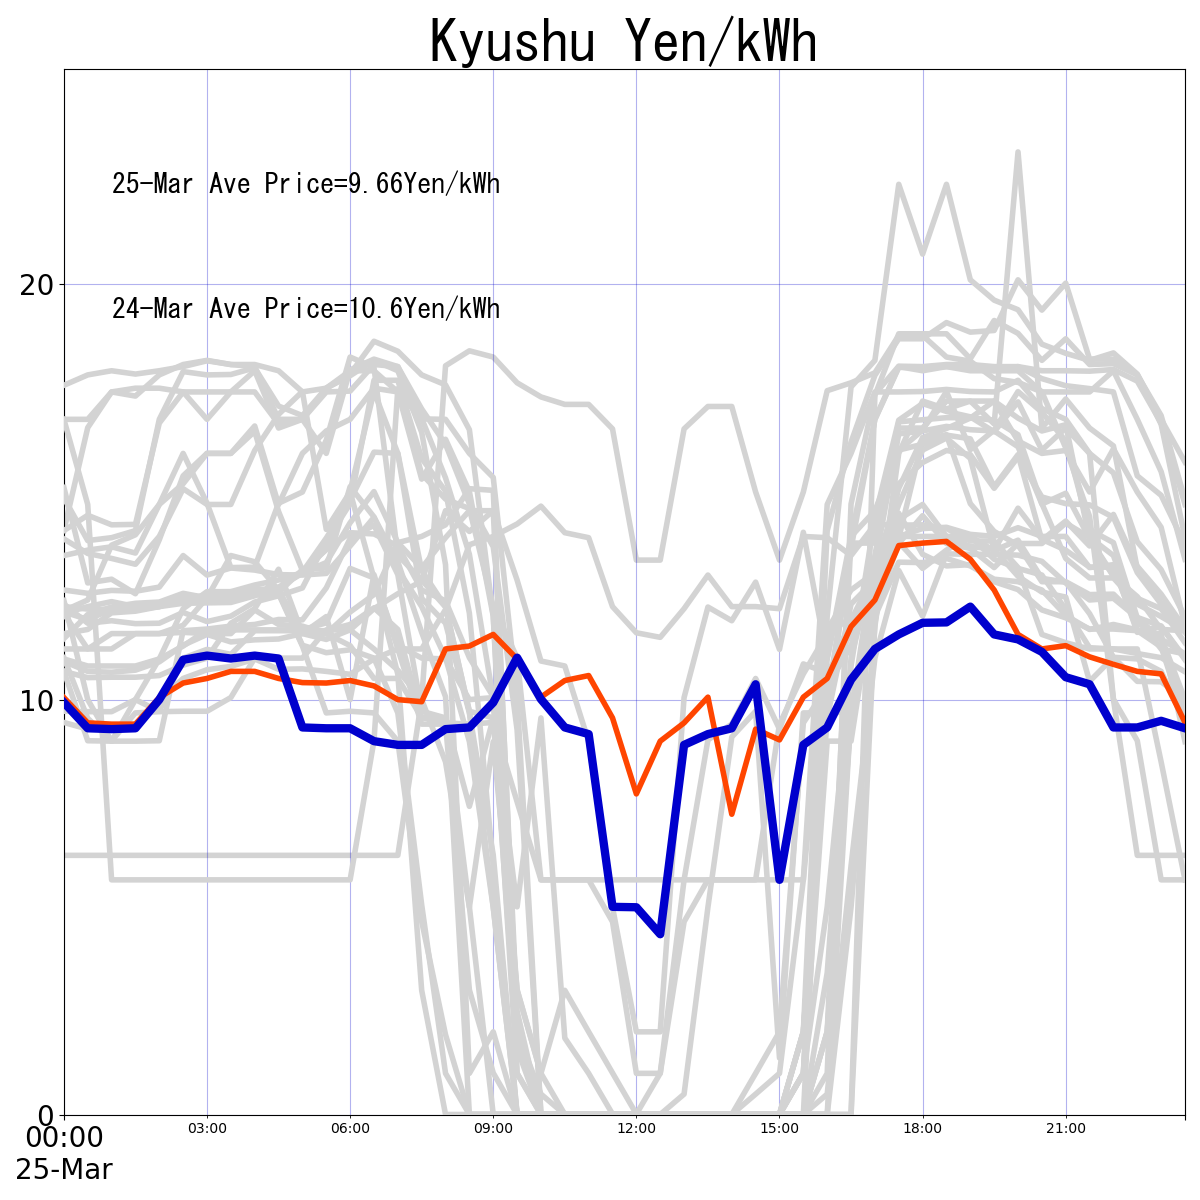 Kyushu Yen/kWh
25-Mar Ave Price=9.66Yen/kWh
20
24-Mar Ave Price=10.6Yen/kWh
10
0
00:00 03:00 06:00 09:00 12:00 15:00 18:00 21:00
25-Mar